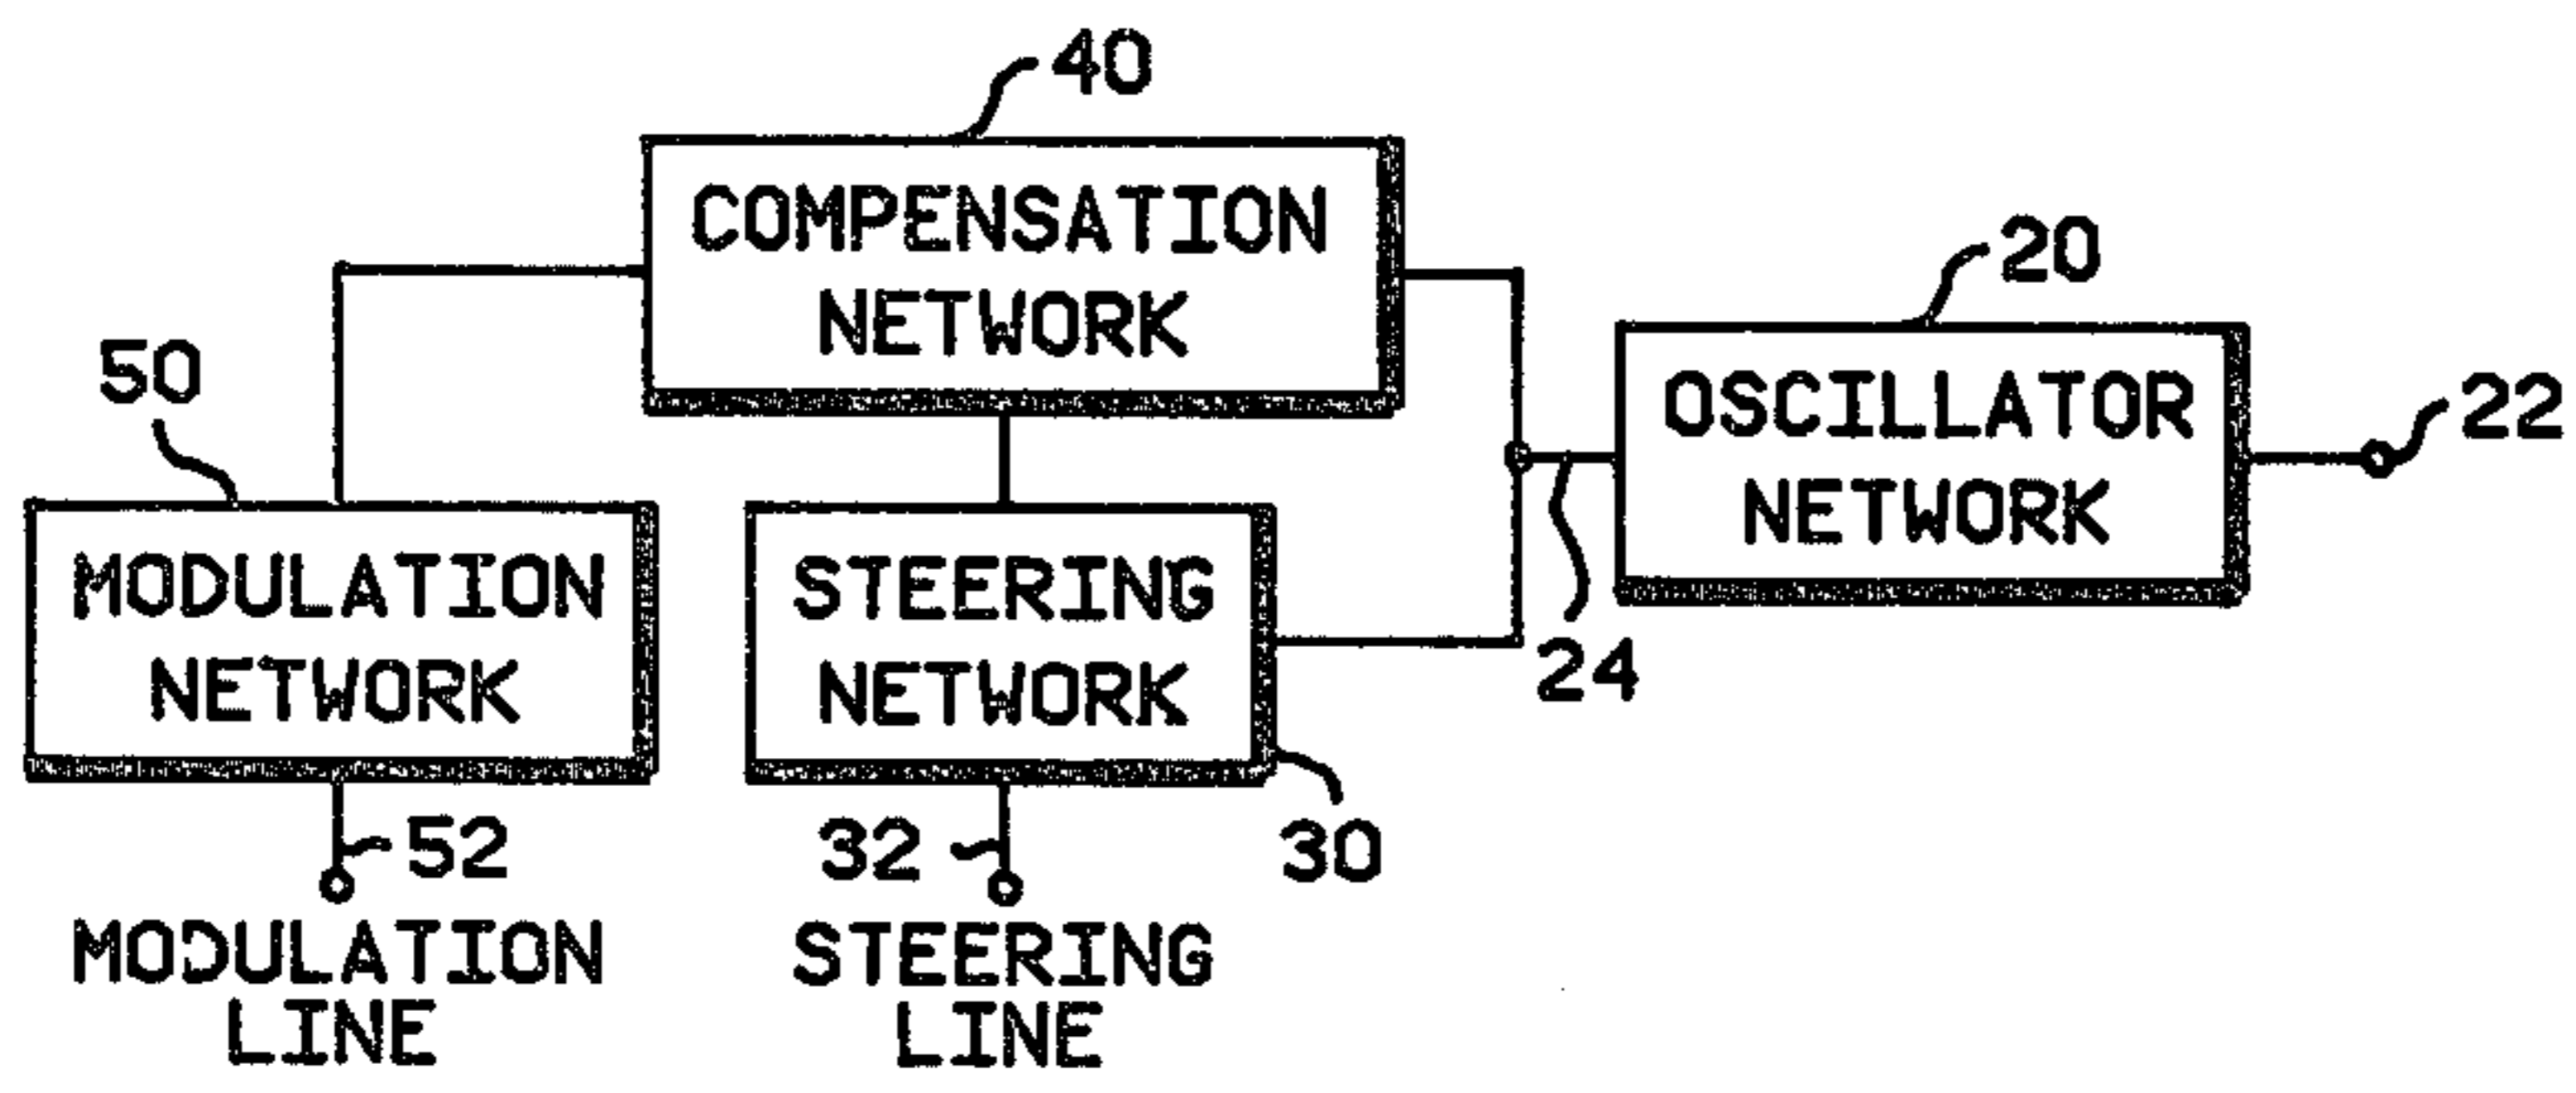 40
COMPENSATION
NETWORK
20
OSCILLATOR
NETWORK
22
24
50
MODULATION
NETWORK
STEERING
NETWORK
30
52
MODULATION
LINE
32
STEERING
LINE